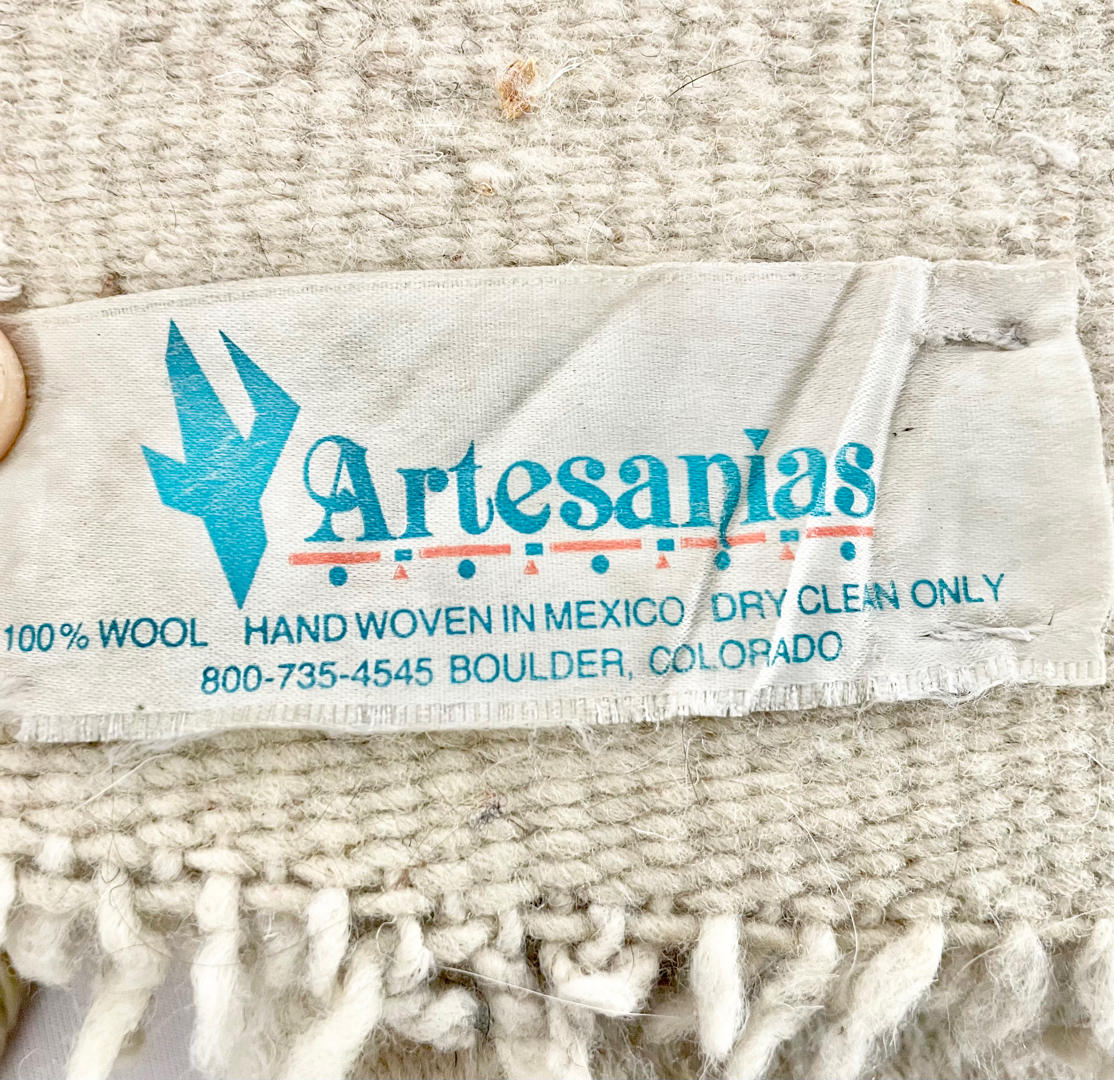 Artesanias
100% WOOL HAND WOVEN IN MEXICO DRY CLEAN ONLY
800-735-4545 BOULDER, COLORADO